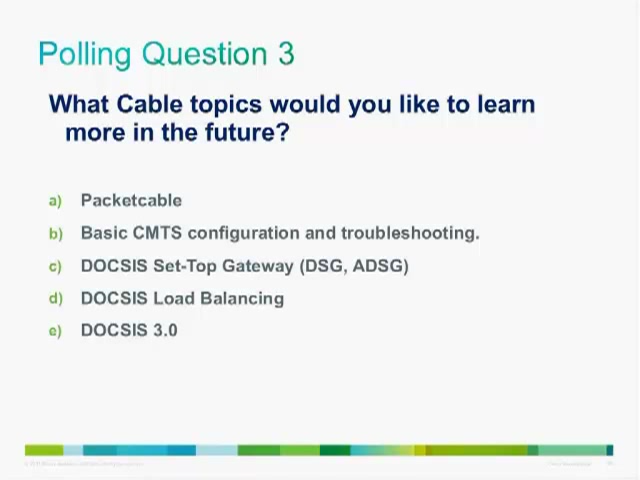 Polling Question 3
What Cable topics would you like to learn
more in the future?
a) Packetcable
b) Basic CMTS configuration and troubleshooting.
c) DOCSIS Set-Top Gateway (DSG, ADSG)
d) DOCSIS Load Balancing
e) DOCSIS 3.0